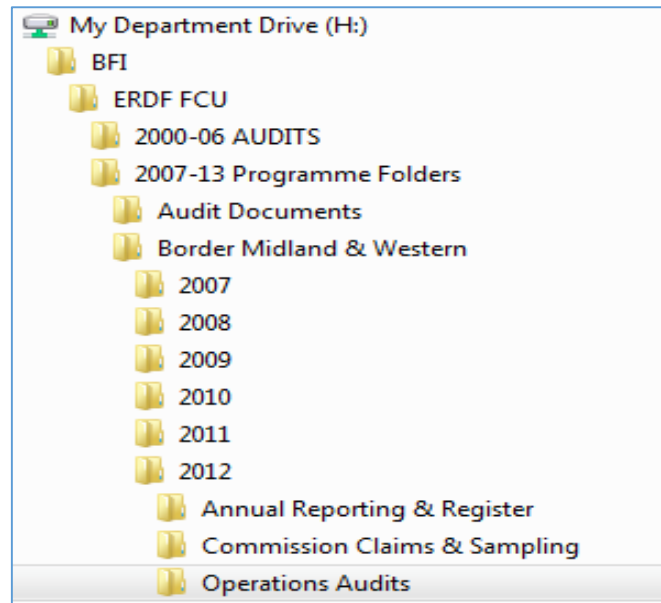 My Department Drive (H:)
BFI
ERDF FCU
2000-06 AUDITS
2007-13 Programme Folders
Audit Documents
Border Midland & Western
2007
2008
2009
2010
2011
2012
Annual Reporting & Register
Commission Claims & Sampling
Operations Audits